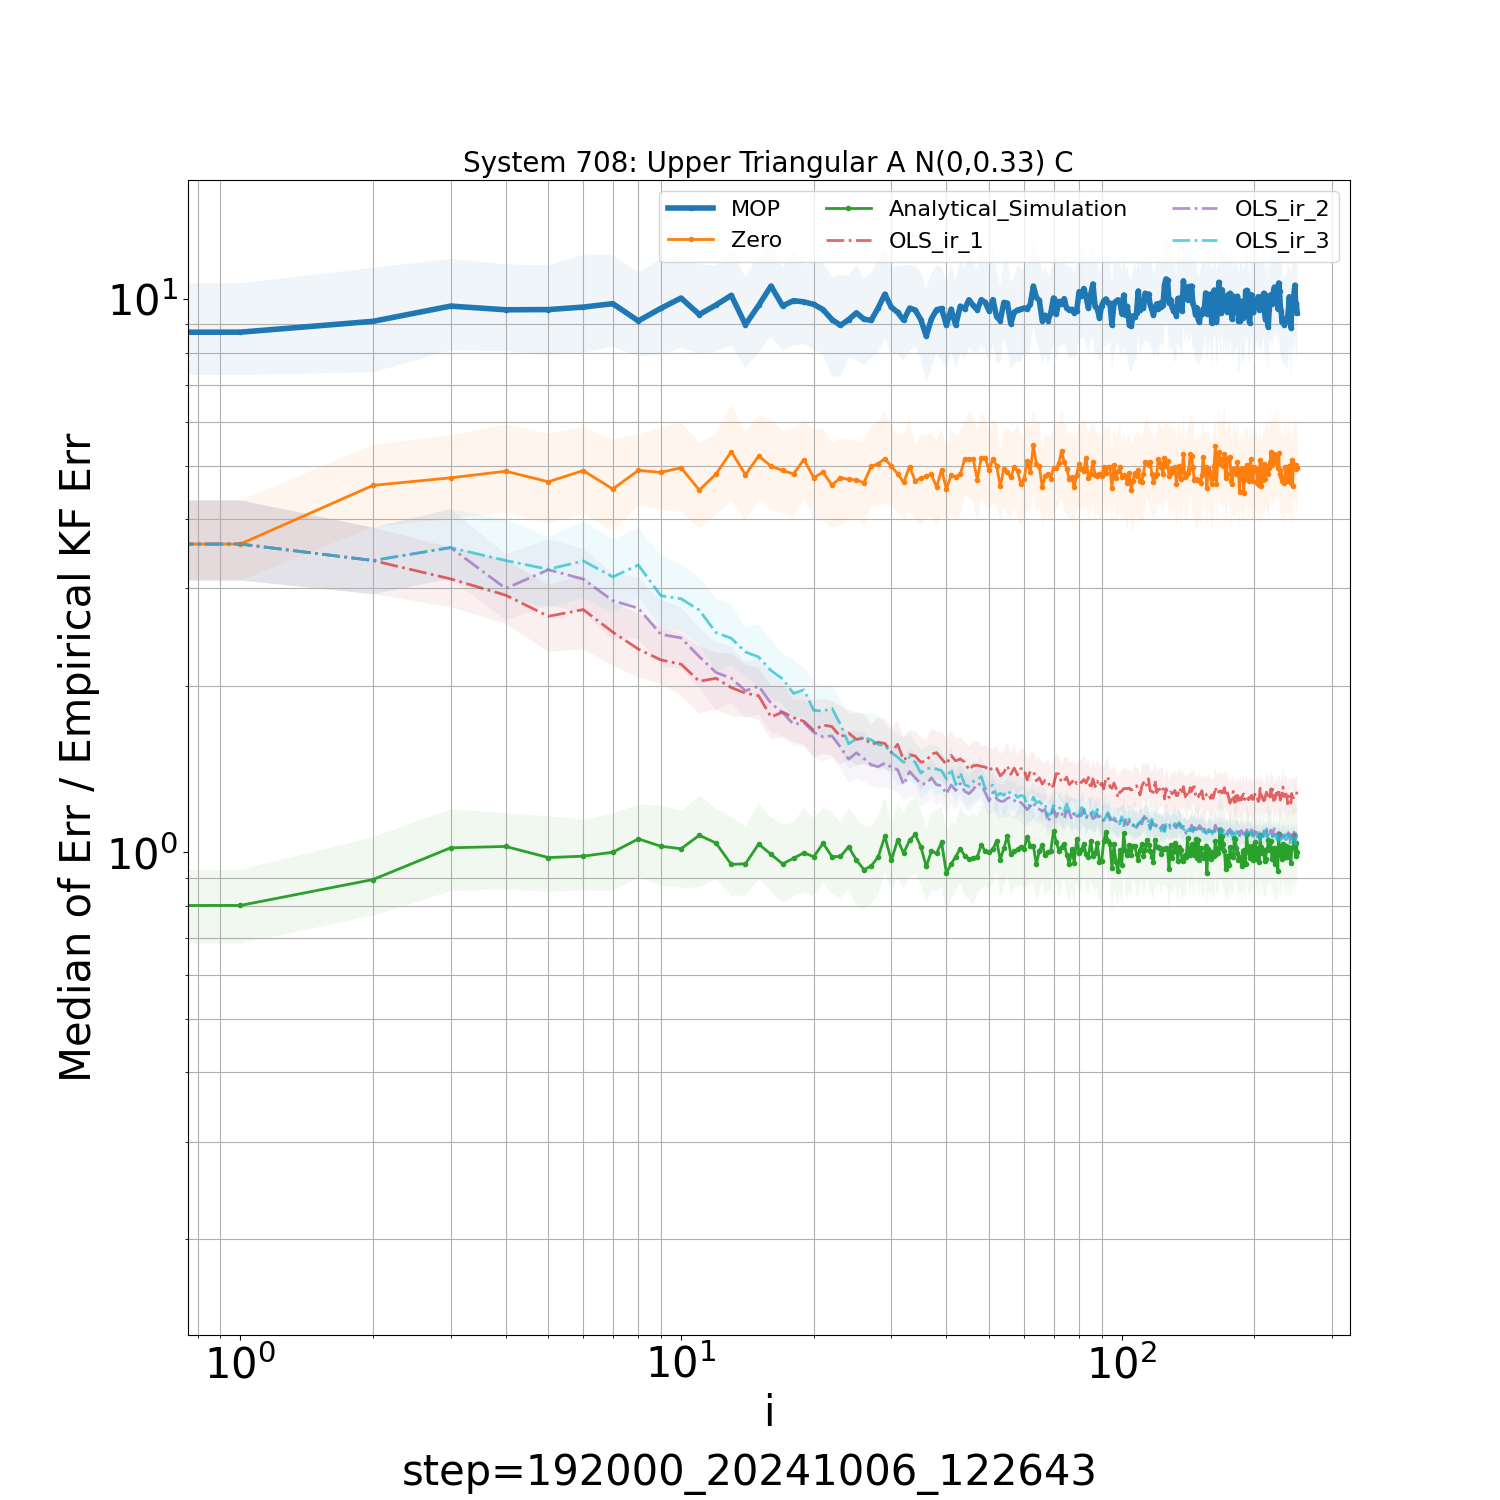 System 708: Upper Triangular A N(0,0.33) C
MOP
Zero
Analytical_Simulation
OLS_ir_1
OLS_ir_2
OLS_ir_3
Median of Err / Empirical KF Err
10¹
10⁰
10⁰
10¹
10²
i
step=192000_20241006_122643